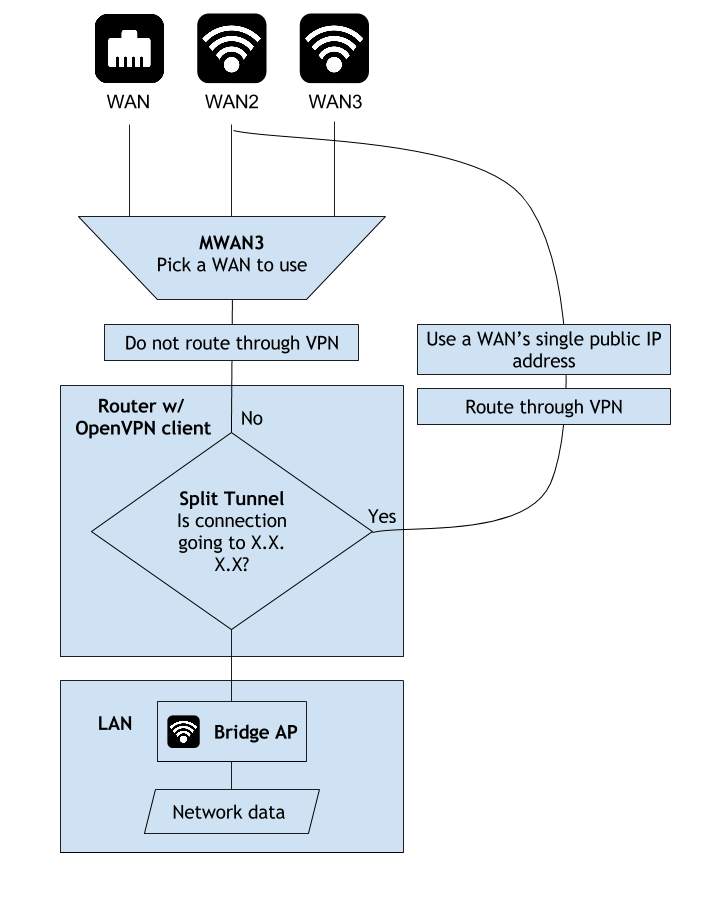 WAN
WAN2
WAN3
MWAN3
Pick a WAN to use
Do not route through VPN
Use a WAN’s single public IP
address
Route through VPN
Router w/
OpenVPN client
No
Split Tunnel
Is connection
going to X.X.
X.X?
Yes
LAN
Bridge AP
Network data